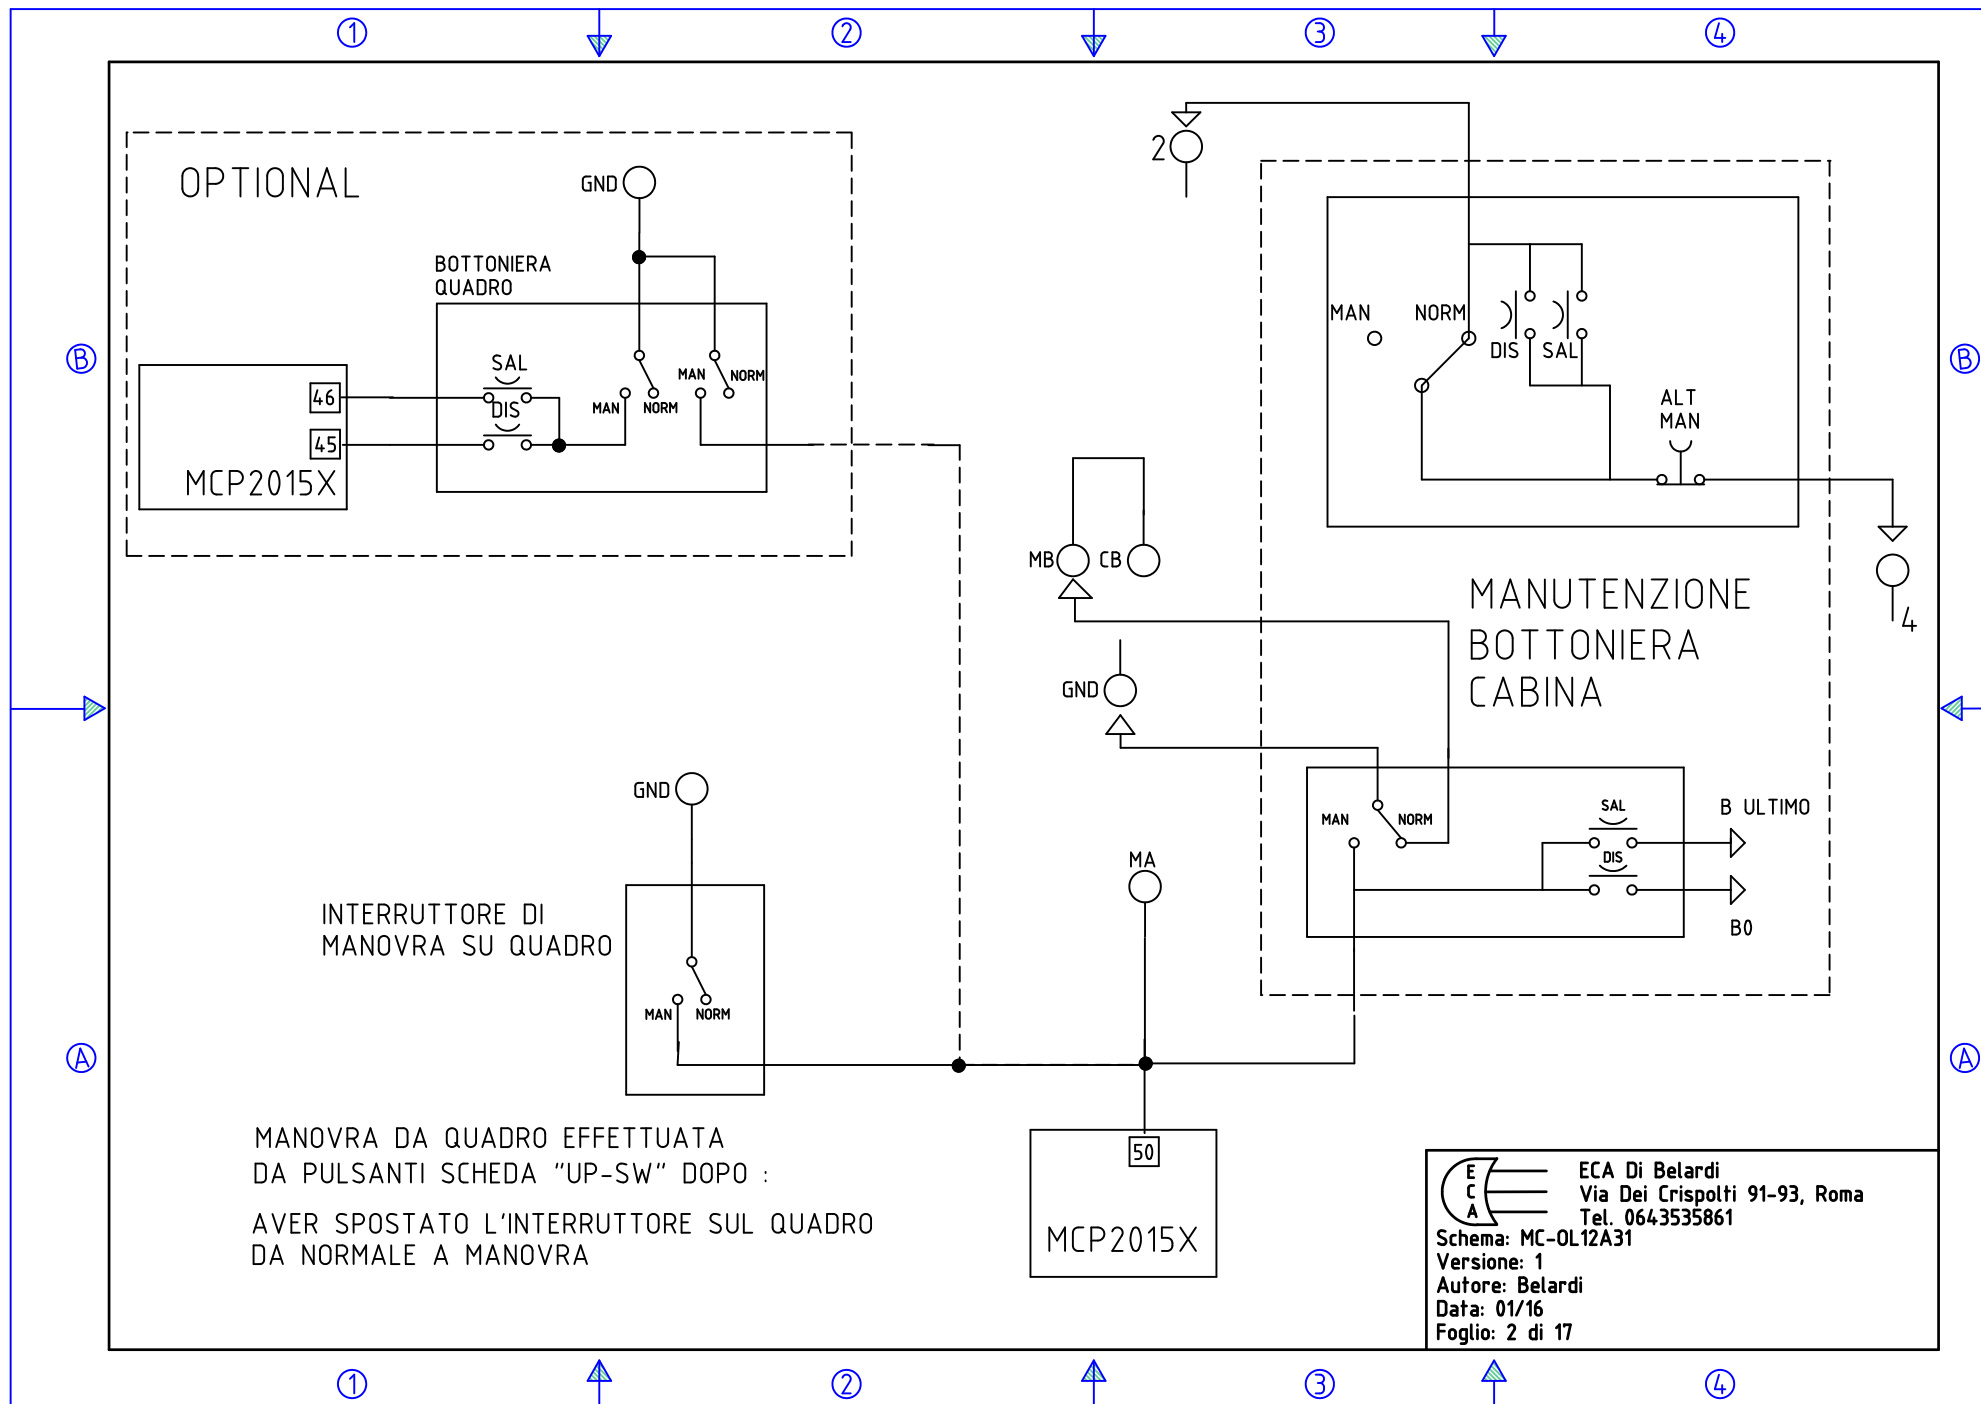 1
2
3
4
2
OPTIONAL
GND
BOTTONIERA
QUADRO
MAN
NORM
B
B
SAL
DIS
SAL
MAN
NORM
46
MAN
NORM
DIS
ALT
MAN
45
MCP2015X
MB
CB
MANUTENZIONE
BOTTONIERA
CABINA
4
GND
GND
SAL
B ULTIMO
MAN
NORM
DIS
MA
B0
INTERRUTTORE DI
MANOVRA SU QUADRO
MAN
NORM
A
A
MANOVRA DA QUADRO EFFETTUATA
DA PULSANTI SCHEDA "UP-SW" DOPO :
AVER SPOSTATO L'INTERRUTTORE SUL QUADRO
DA NORMALE A MANOVRA
50
MCP2015X
E
C
A
ECA Di Belardi
Via Dei Crispolti 91-93, Roma
Tel. 0643535861
Schema: MC-OL12A31
Versione: 1
Autore: Belardi
Data: 01/16
Foglio: 2 di 17
1
2
3
4